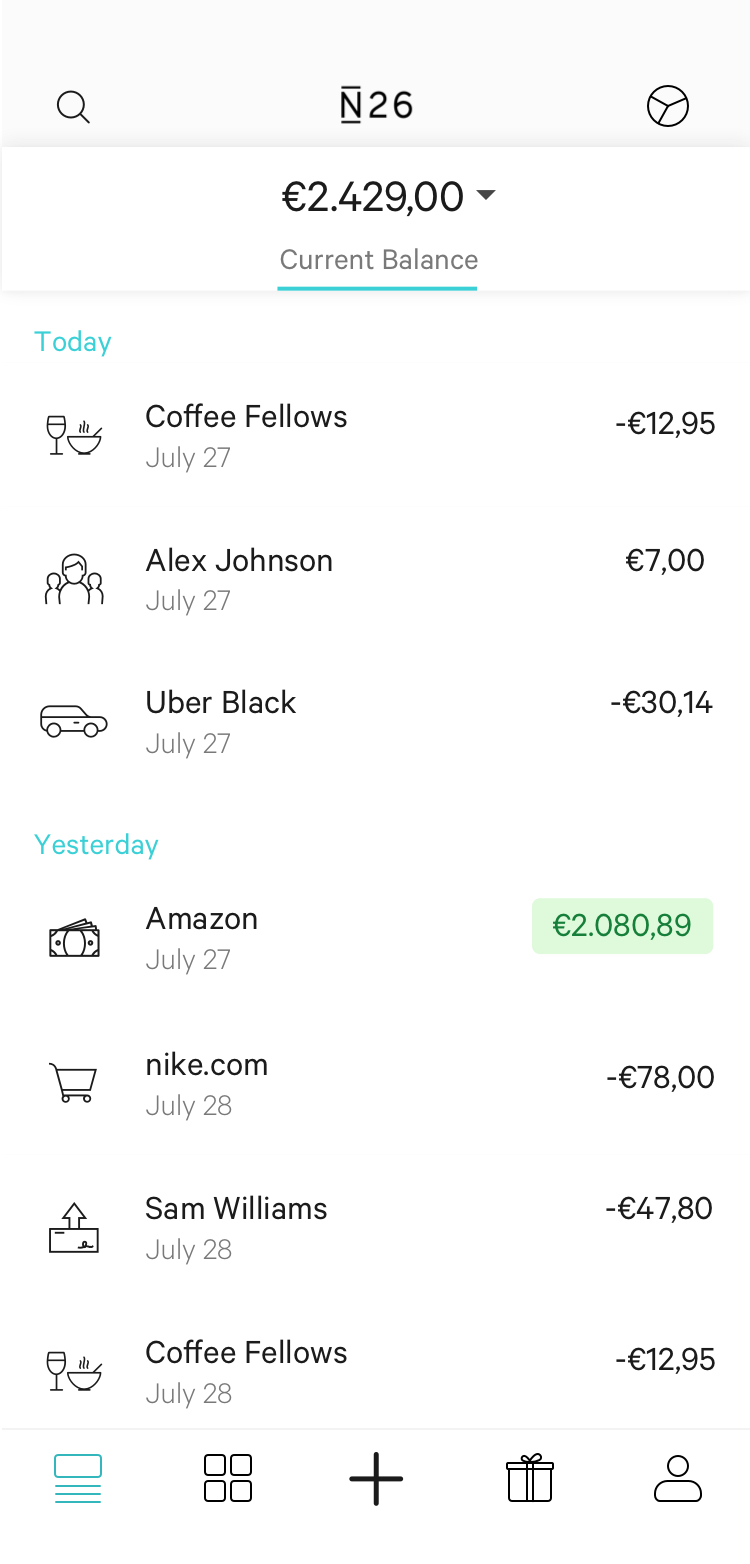 N26
€2.429,00
Current Balance
Today
Coffee Fellows
-€12,95
July 27
Alex Johnson
€7,00
July 27
Uber Black
-€30,14
July 27
Yesterday
Amazon
€2.080,89
July 27
nike.com
-€78,00
July 28
Sam Williams
-€47,80
July 28
Coffee Fellows
-€12,95
July 28